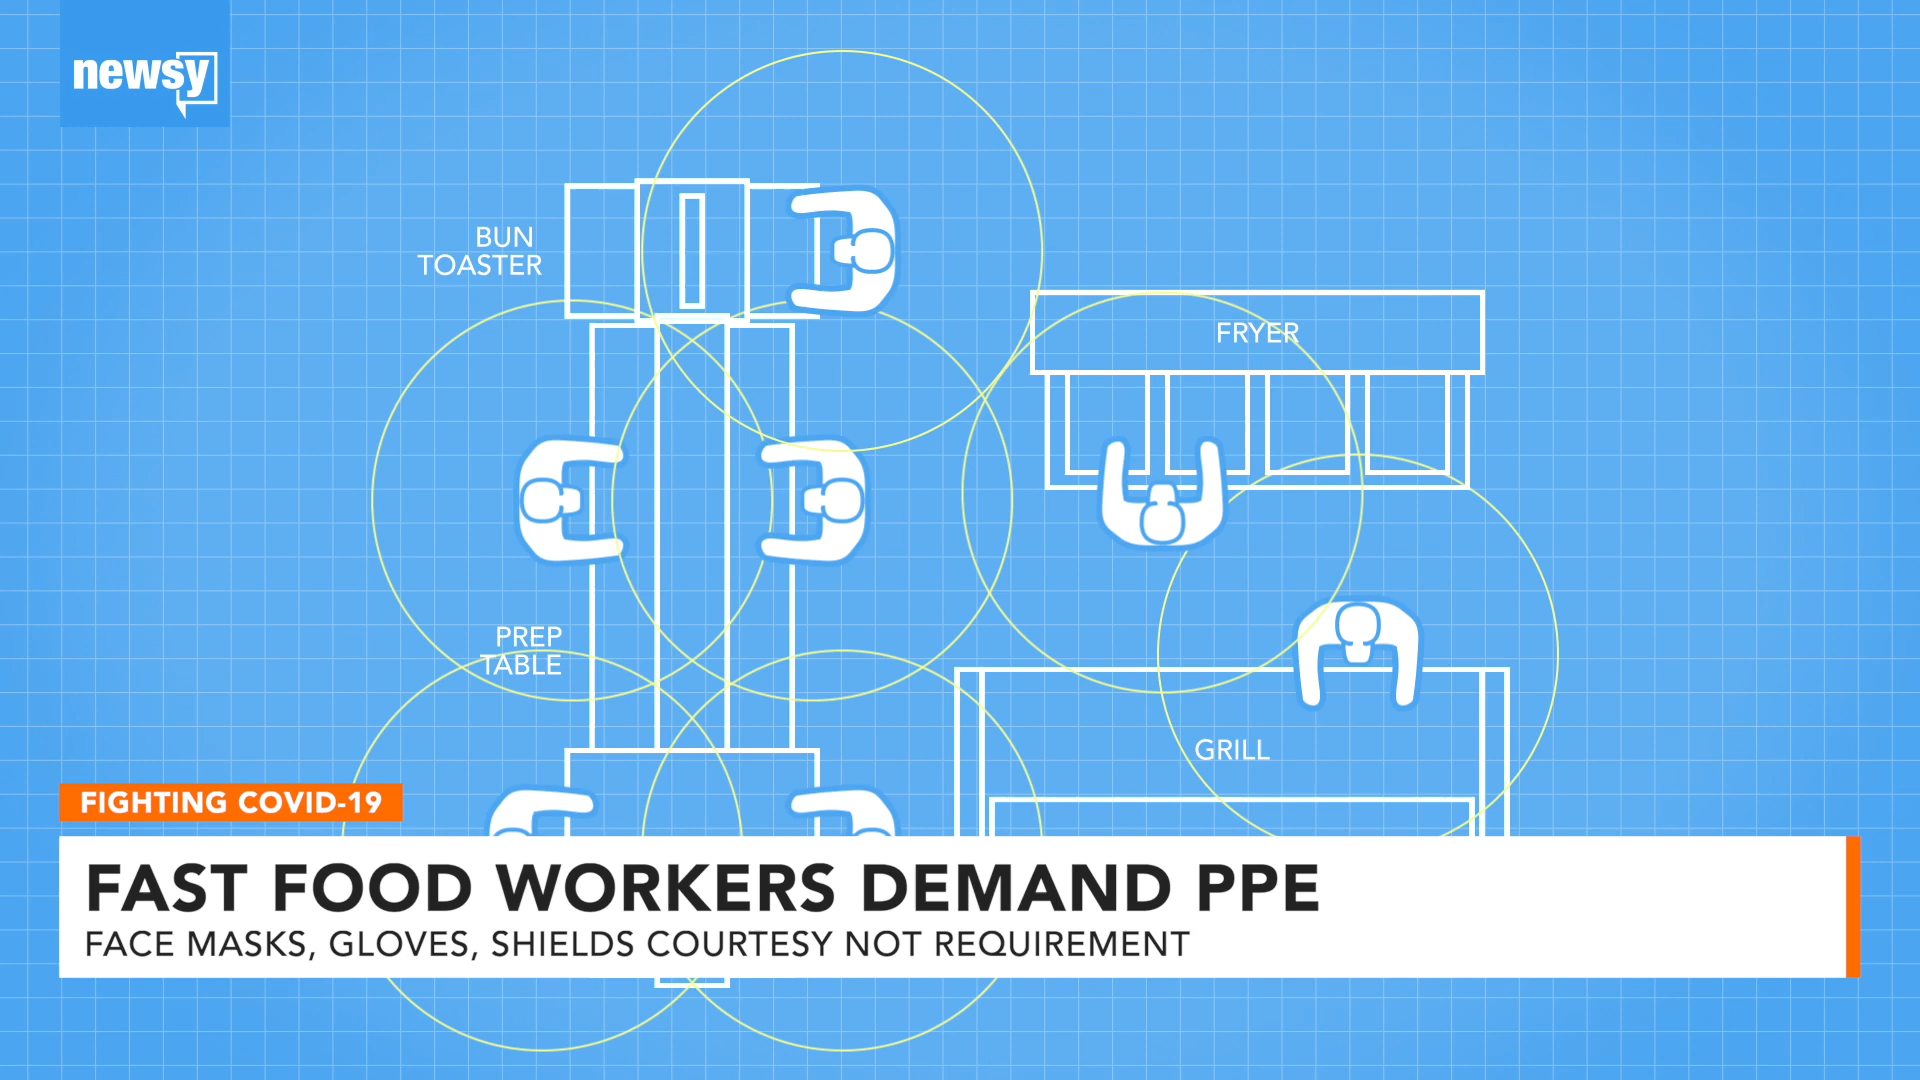 newsy
BUN
TOASTER
FRYER
PREP
TABLE
GRILL
FIGHTING COVID-19
FAST FOOD WORKERS DEMAND PPE
FACE MASKS, GLOVES, SHIELDS COURTESY NOT REQUIREMENT